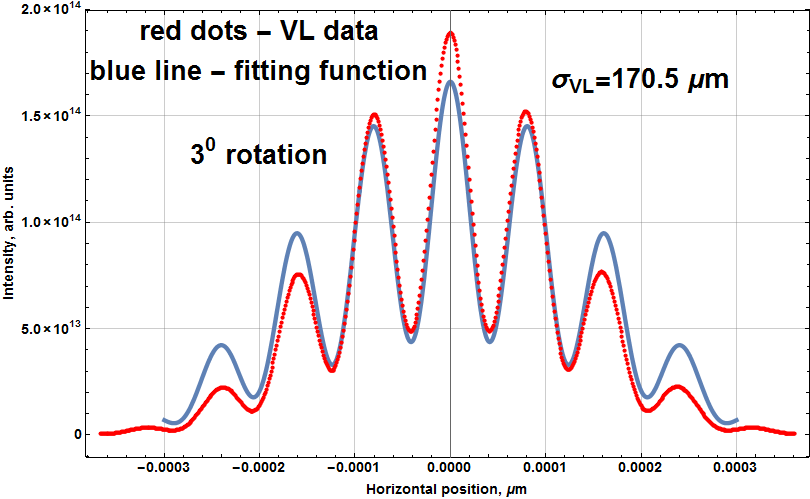 2.0×10¹⁴
red dots – VL data
blue line – fitting function
σVL=170.5 μm
1.5×10¹⁴
3⁰ rotation
1.0×10¹⁴
5.0×10¹³
0
Intensity, arb. units
−0.0003 −0.0002 −0.0001 0.0000 0.0001 0.0002 0.0003
Horizontal position, μm